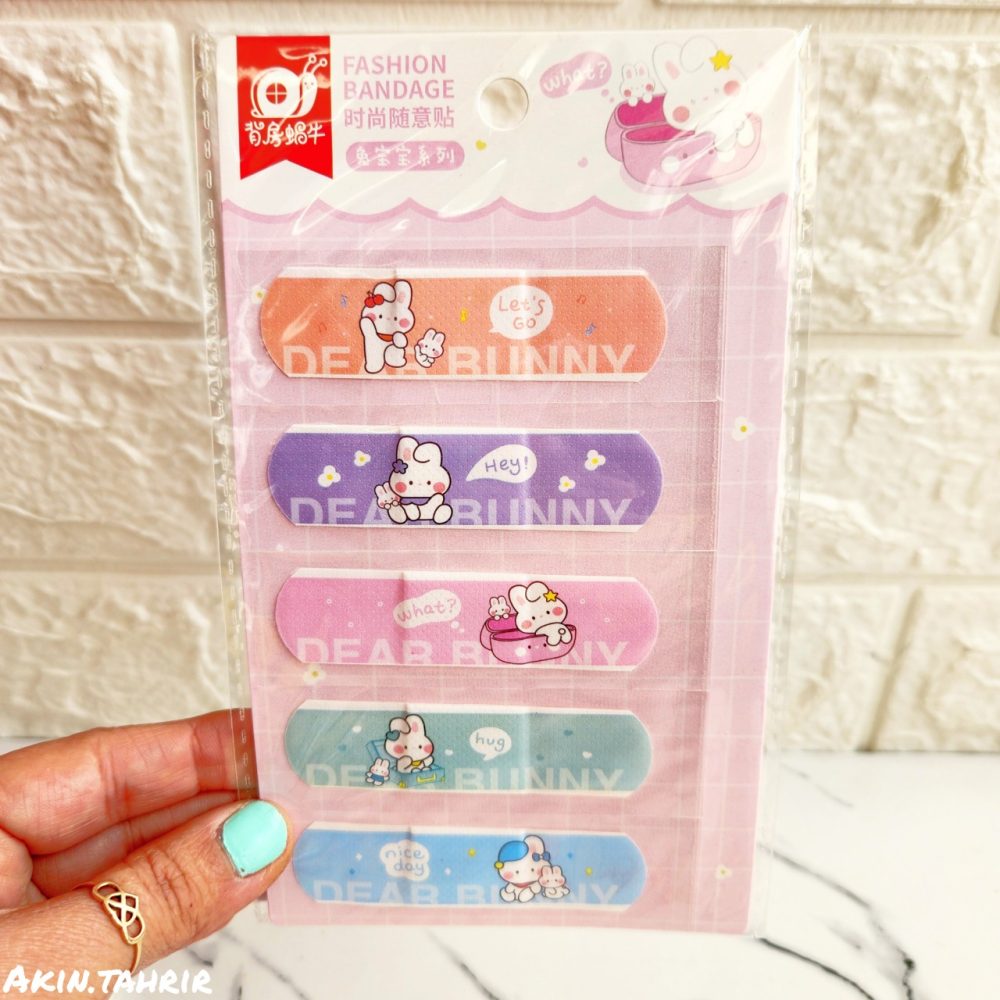 背房蝸牛
FASHION
BANDAGE
时尚随意贴
兔宝宝系列
what?
Let's
GO
DEAR BUNNY
Hey!
DEAR BUNNY
what?
DEAR BUNNY
hug
DEAR BUNNY
nice
day
DEAR BUNNY
AKIN.TAHRIR